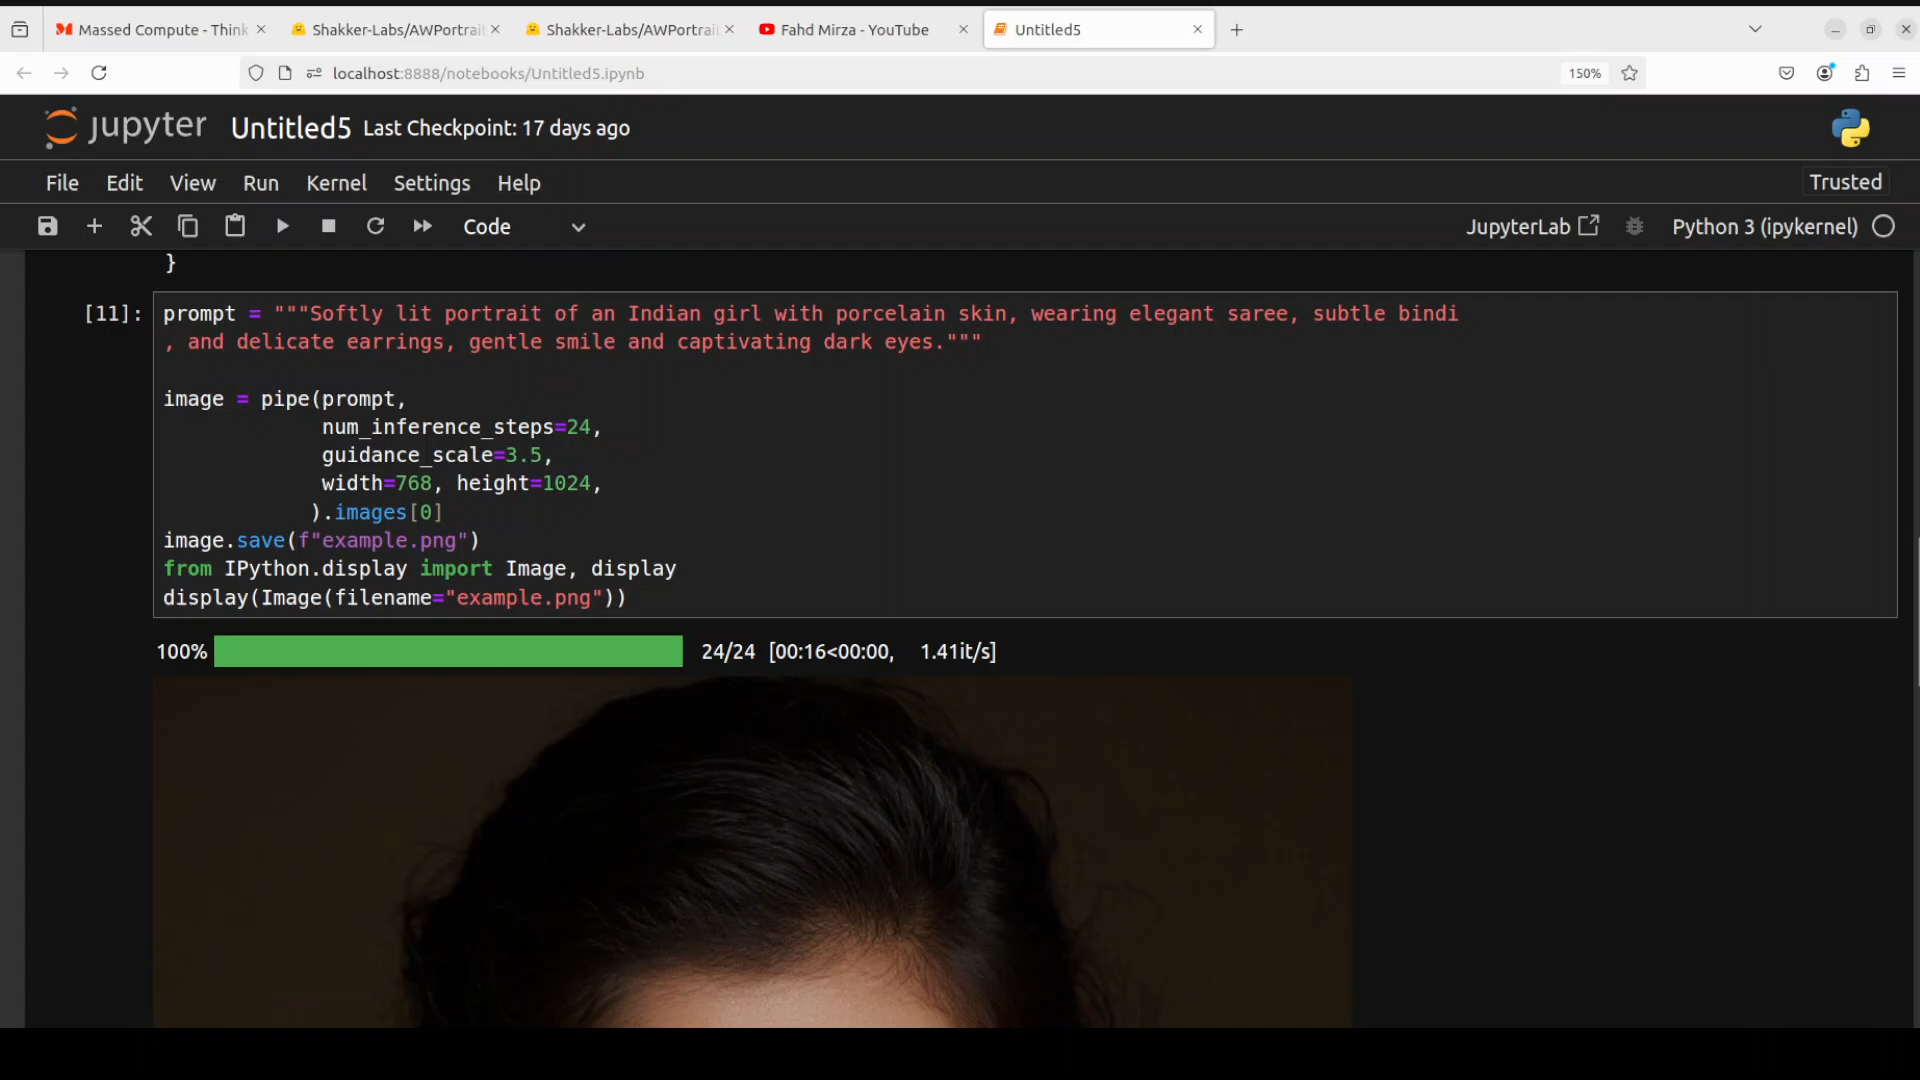 Massed Compute - Think
Shakker-Labs/AWPortrait
Shakker-Labs/AWPortrait
Fahd Mirza - YouTube
Untitled5
localhost:8888/notebooks/Untitled5.ipynb
150%
jupyter Untitled5 Last Checkpoint: 17 days ago
File Edit View Run Kernel Settings Help
Trusted
Code
JupyterLab
Python 3 (ipykernel)
}
[11]: prompt = """Softly lit portrait of an Indian girl with porcelain skin, wearing elegant saree, subtle bindi
, and delicate earrings, gentle smile and captivating dark eyes."""
image = pipe(prompt,
num_inference_steps=24,
guidance_scale=3.5,
width=768, height=1024,
).images[0]
image.save(f"example.png")
from IPython.display import Image, display
display(Image(filename="example.png"))
100% 24/24 [00:16<00:00, 1.41it/s]